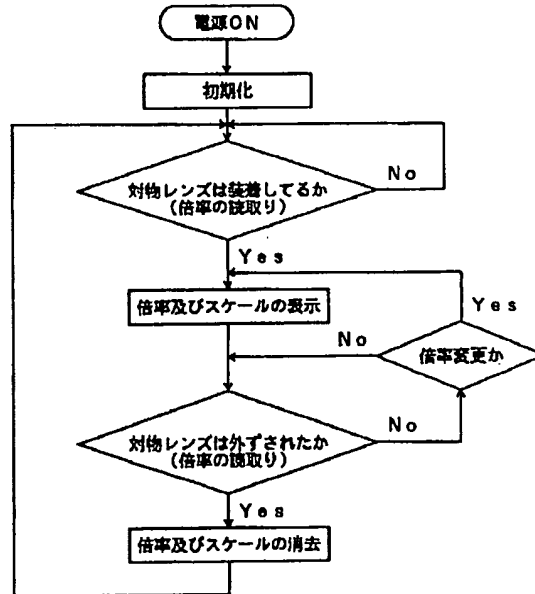 電源ON
初期化
No
対物レンズは装着してるか
(倍率の読取り)
Yes
倍率及びスケールの表示
Yes
No
倍率変更か
No
対物レンズは外ずされたか
(倍率の読取り)
Yes
倍率及びスケールの消去